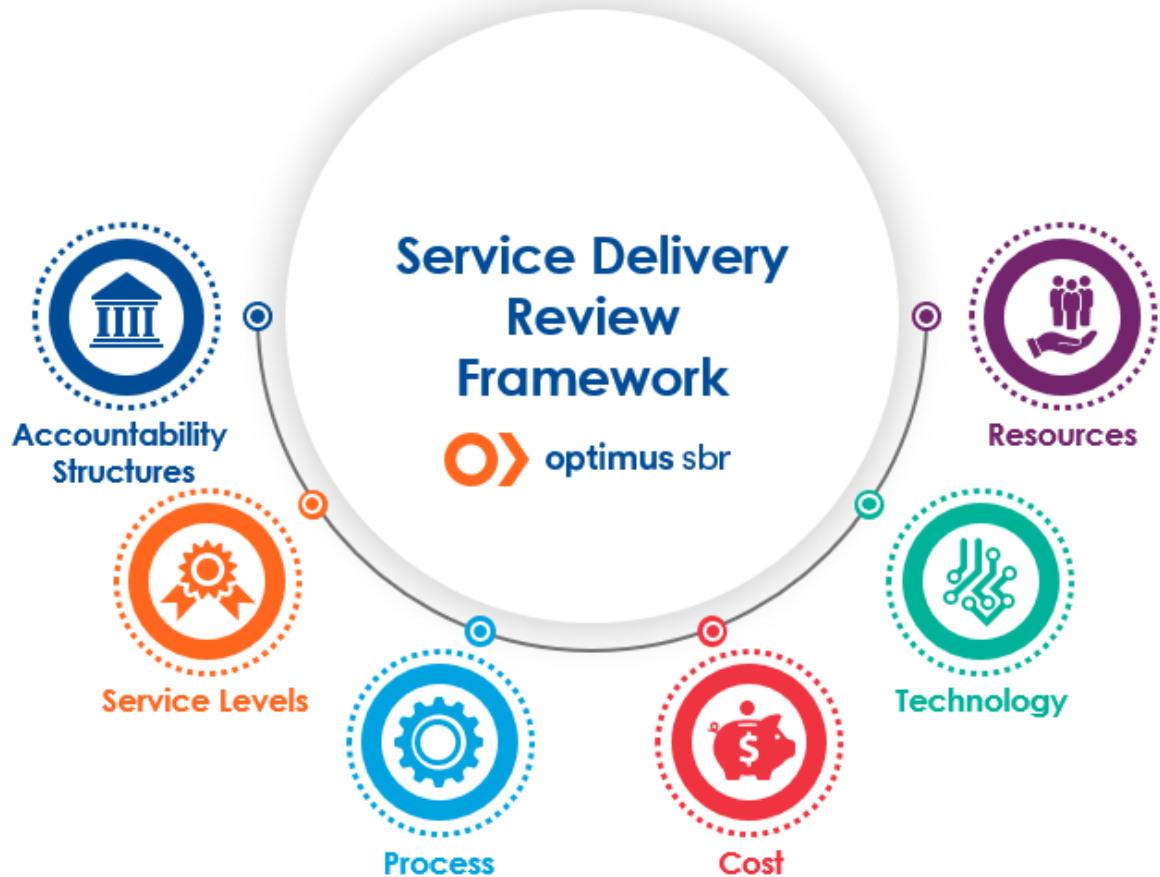 Service Delivery
Review
Framework
optimus sbr
Accountability
Structures
Service Levels
Process
Cost
Technology
Resources
$